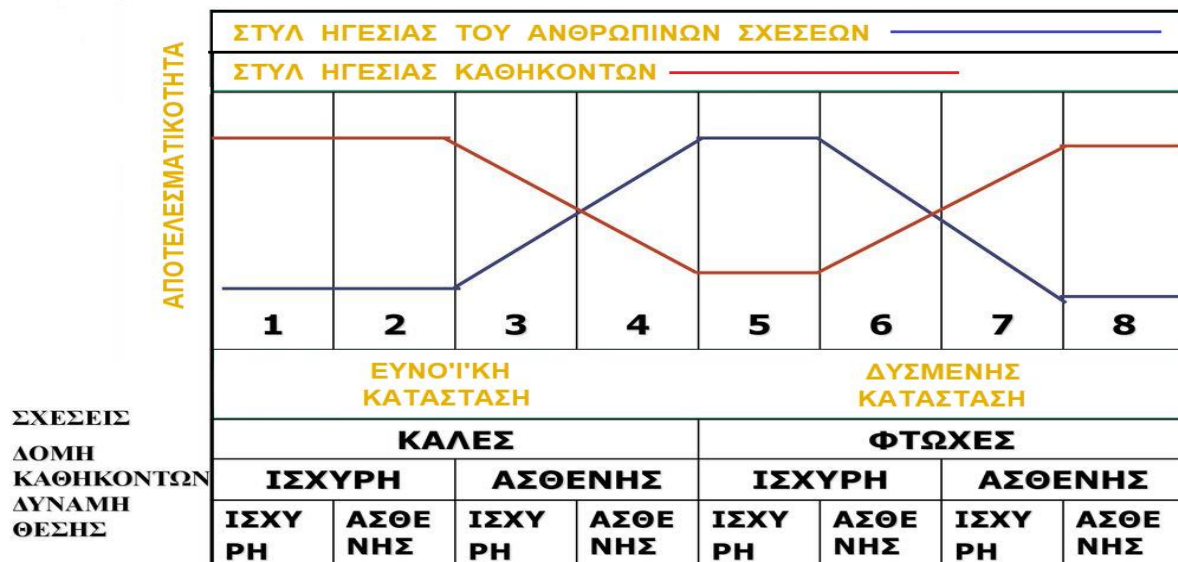 ΣΤΥΛ ΗΓΕΣΙΑΣ ΤΟΥ ΑΝΘΡΩΠΙΝΩΝ ΣΧΕΣΕΩΝ
ΣΤΥΛ ΗΓΕΣΙΑΣ ΚΑΘΗΚΟΝΤΩΝ
ΑΠΟΤΕΛΕΣΜΑΤΙΚΟΤΗΤΑ
1 2 3 4 5 6 7 8
ΕΥΝΟ'Ι'ΚΗ
ΚΑΤΑΣΤΑΣΗ
ΔΥΣΜΕΝΗΣ
ΚΑΤΑΣΤΑΣΗ
ΣΧΕΣΕΙΣ
ΚΑΛΕΣ ΦΤΩΧΕΣ
ΔΟΜΗ
ΚΑΘΗΚΟΝΤΩΝ
ΙΣΧΥΡΗ ΑΣΘΕΝΗΣ ΙΣΧΥΡΗ ΑΣΘΕΝΗΣ
ΔΥΝΑΜΗ
ΘΕΣΗΣ
ΙΣΧΥ ΑΣΘΕ ΙΣΧΥ ΑΣΘΕ ΙΣΧΥ ΑΣΘΕ ΙΣΧΥ ΑΣΘΕ
ΡΗ ΝΗΣ ΡΗ ΝΗΣ ΡΗ ΝΗΣ ΡΗ ΝΗΣ